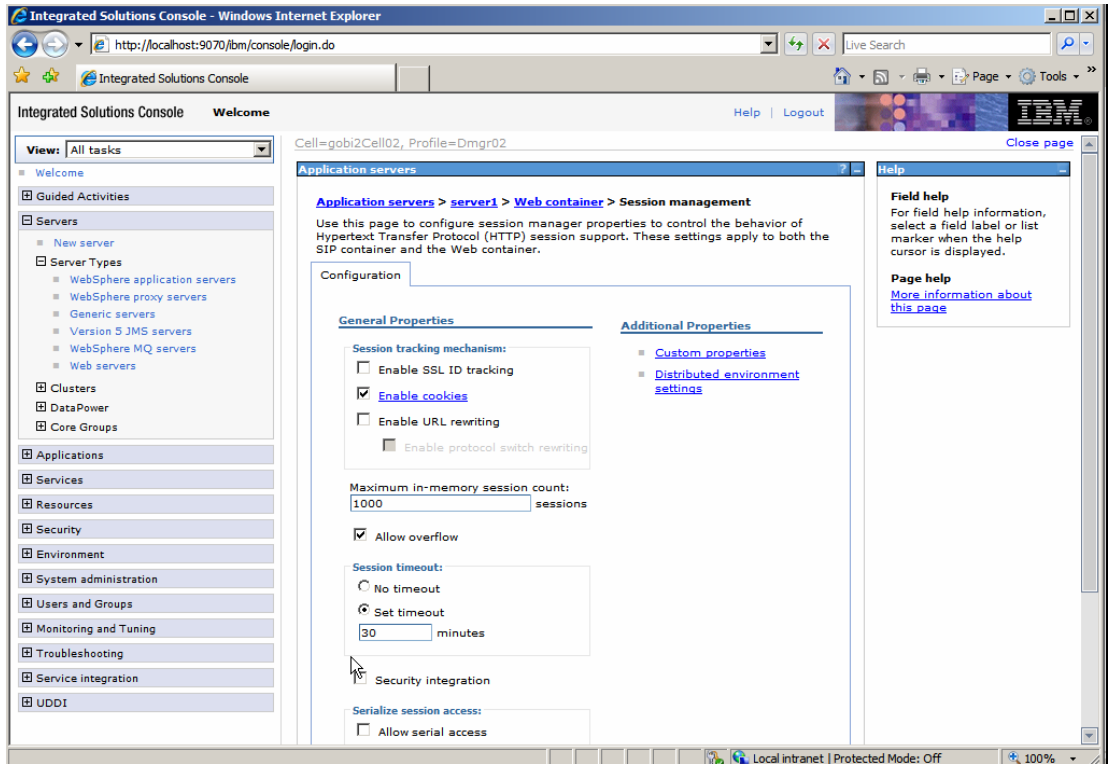 Integrated Solutions Console - Windows Internet Explorer
http://localhost:9070/ibm/console/login.do
Live Search
Integrated Solutions Console
Page
Tools
Integrated Solutions Console Welcome
Help | Logout
IBM
View: All tasks
Welcome
Guided Activities
Servers
New server
Server Types
WebSphere application servers
WebSphere proxy servers
Generic servers
Version 5 JMS servers
WebSphere MQ servers
Web servers
Clusters
DataPower
Core Groups
Applications
Services
Resources
Security
Environment
System administration
Users and Groups
Monitoring and Tuning
Troubleshooting
Service integration
UDDI
Cell=gobi2Cell02, Profile=Dmgr02
Close page
Application servers
Application servers > server1 > Web container > Session management
Use this page to configure session manager properties to control the behavior of
Hypertext Transfer Protocol (HTTP) session support. These settings apply to both the
SIP container and the Web container.
Configuration
General Properties
Session tracking mechanism:
Enable SSL ID tracking
Enable cookies
Enable URL rewriting
Enable protocol switch rewriting
Maximum in-memory session count:
1000 sessions
Allow overflow
Session timeout:
No timeout
Set timeout
30 minutes
Security integration
Serialize session access:
Allow serial access
Additional Properties
Custom properties
Distributed environment
settings
Help
Field help
For field help information,
select a field label or list
marker when the help
cursor is displayed.
Page help
More information about
this page
Local intranet | Protected Mode: Off
100%